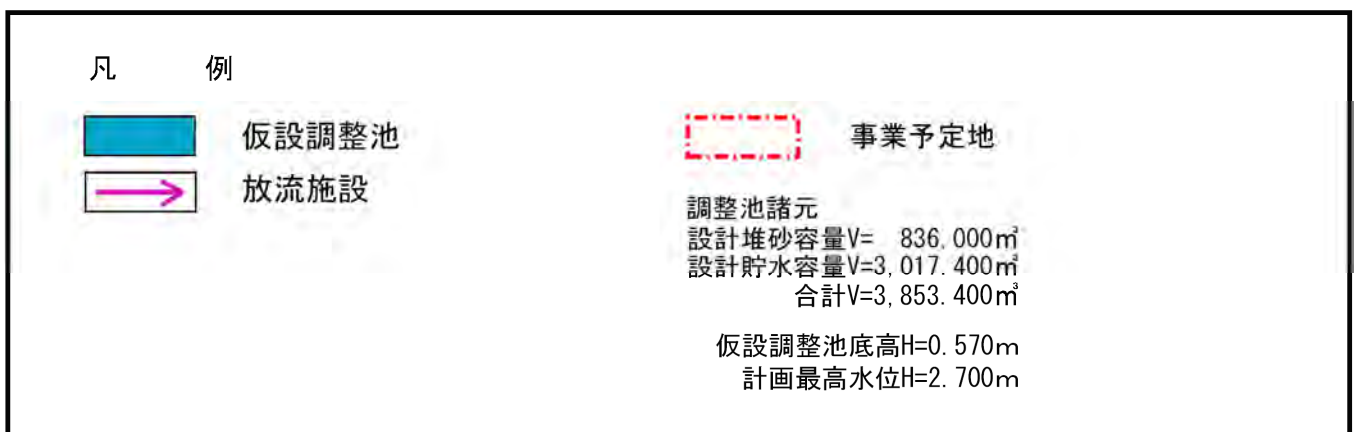 凡　例
仮設調整池
放流施設
事業予定地
調整池諸元
設計堆砂容量V= 836,000㎥
設計貯水容量V=3,017.400㎥
合計V=3,853.400㎥
仮設調整池底高H=0.570m
計画最高水位H=2.700m